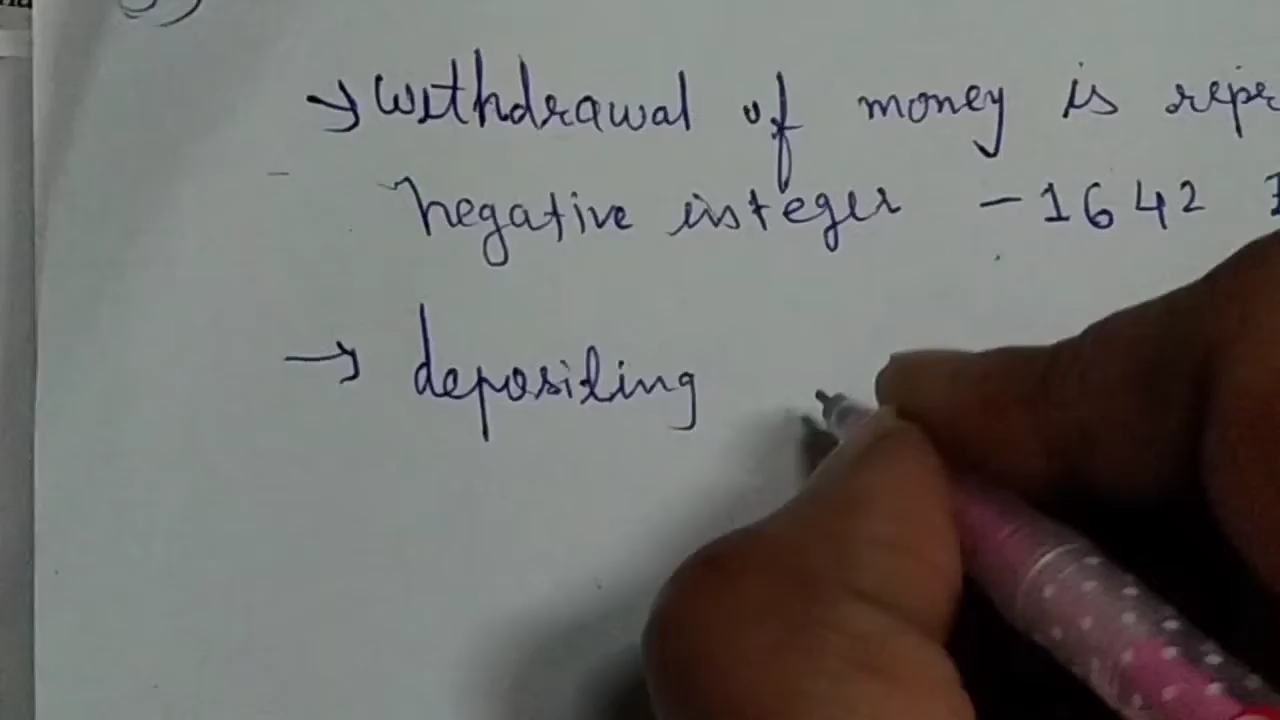 → withdrawal of money is repr
negative integer - 1642
→ depositing